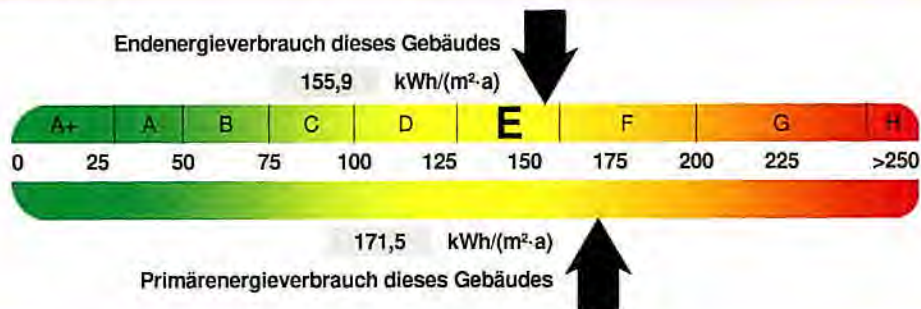 Endenergieverbrauch dieses Gebäudes
155,9 kWh/(m²·a)
A+ A B C D E F G H
0 25 50 75 100 125 150 175 200 225 >250
171,5 kWh/(m²·a)
Primärenergieverbrauch dieses Gebäudes